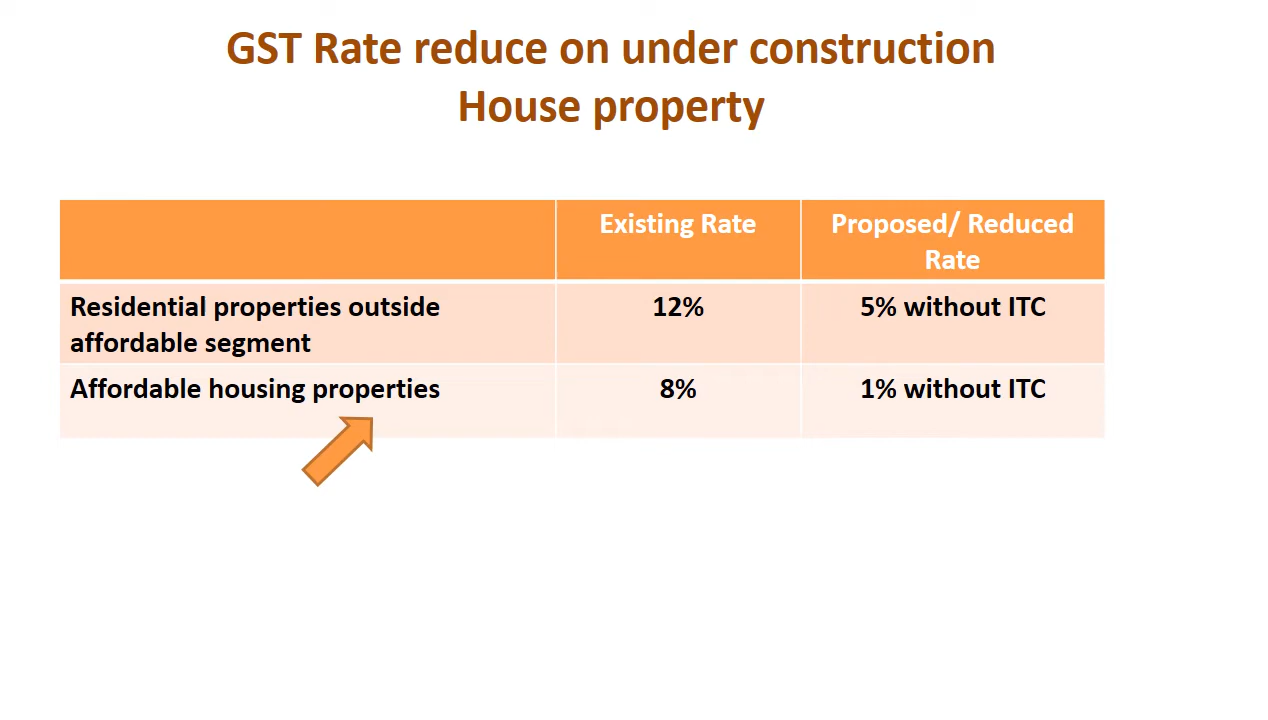 GST Rate reduce on under construction
House property
Existing Rate
Proposed/ Reduced
Rate
Residential properties outside
affordable segment
12%
5% without ITC
Affordable housing properties
8%
1% without ITC